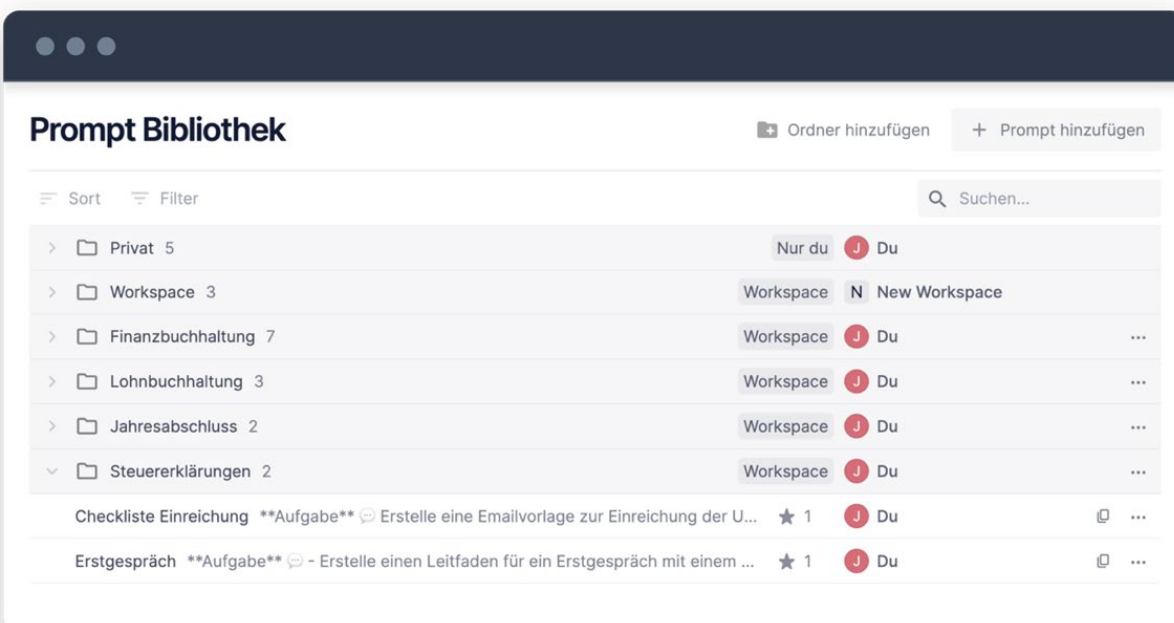 Prompt Bibliothek Ordner hinzufügen + Prompt hinzufügen
Sort Filter Suchen...
Privat 5 Nur du J Du
Workspace 3 Workspace N New Workspace
Finanzbuchhaltung 7 Workspace J Du ...
Lohnbuchhaltung 3 Workspace J Du ...
Jahresabschluss 2 Workspace J Du ...
Steuererklärungen 2 Workspace J Du ...
Checkliste Einreichung **Aufgabe** 💬 Erstelle eine Emailvorlage zur Einreichung der U... ★ 1 J Du ...
Erstgespräch **Aufgabe** 💬 - Erstelle einen Leitfaden für ein Erstgespräch mit einem ... ★ 1 J Du ...